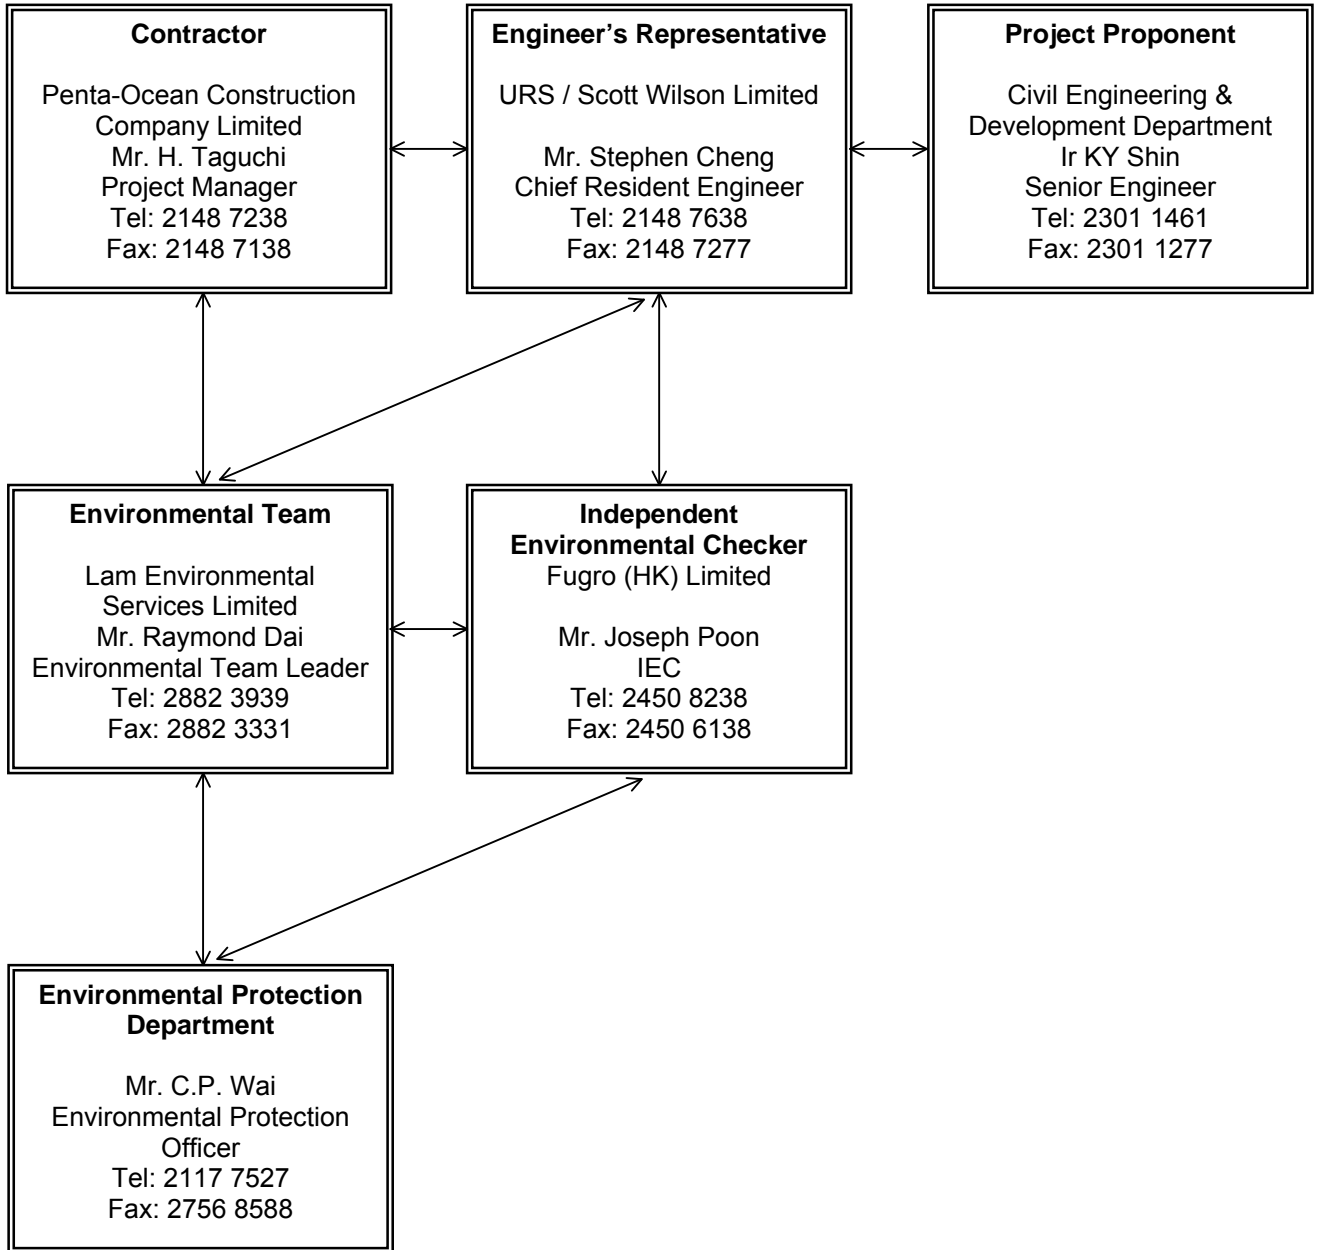 Contractor
Penta-Ocean Construction
Company Limited
Mr. H. Taguchi
Project Manager
Tel: 2148 7238
Fax: 2148 7138
Engineer's Representative
URS / Scott Wilson Limited
Mr. Stephen Cheng
Chief Resident Engineer
Tel: 2148 7638
Fax: 2148 7277
Project Proponent
Civil Engineering &
Development Department
Ir KY Shin
Senior Engineer
Tel: 2301 1461
Fax: 2301 1277
Environmental Team
Lam Environmental
Services Limited
Mr. Raymond Dai
Environmental Team Leader
Tel: 2882 3939
Fax: 2882 3331
Independent
Environmental Checker
Fugro (HK) Limited
Mr. Joseph Poon
IEC
Tel: 2450 8238
Fax: 2450 6138
Environmental Protection
Department
Mr. C.P. Wai
Environmental Protection
Officer
Tel: 2117 7527
Fax: 2756 8588